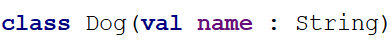 class Dog(val name : String)